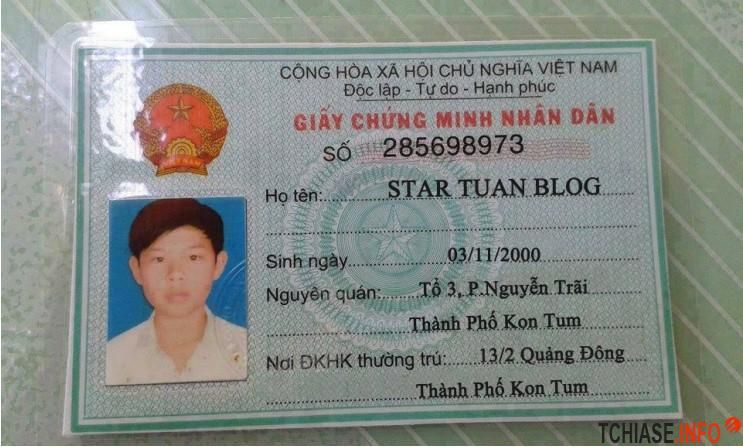 CỘNG HÒA XÃ HỘI CHỦ NGHĨA VIỆT NAM
Độc lập - Tự do - Hạnh phúc
GIẤY CHỨNG MINH NHÂN DÂN
SỐ 285698973
Họ tên: STAR TUAN BLOG
Sinh ngày 03/11/2000
Nguyên quán: Tổ 3, P.Nguyễn Trãi
Thành Phố Kon Tum
Nơi ĐKHK thường trú: 13/2 Quảng Đông
Thành Phố Kon Tum
VIỆT NAM
TCHIASE.INFO